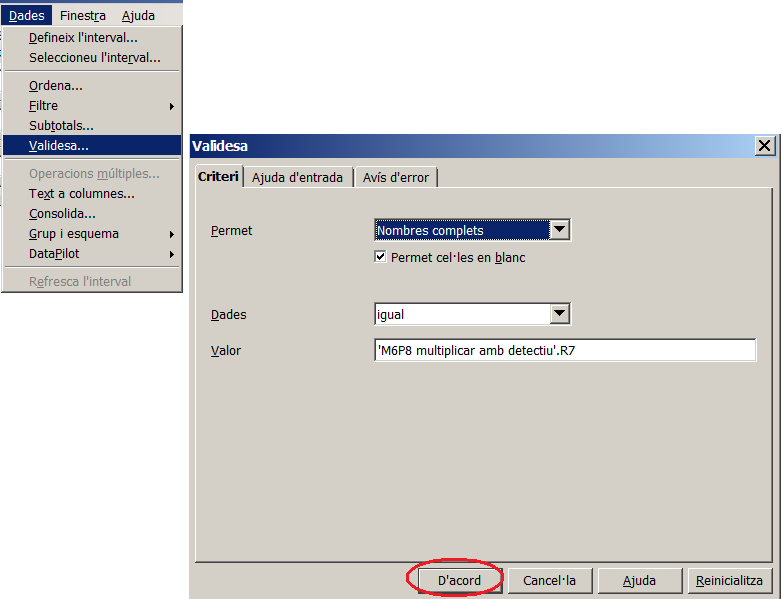 Dades Finestra Ajuda
Defineix l'interval...
Seleccioneu l'interval...
Ordena...
Filtre
Subtotals...
Validesa...
Operacions múltiples...
Text a columnes...
Consolida...
Grup i esquema
DataPilot
Refresca l'interval
Validesa
Criteri Ajuda d'entrada Avís d'error
Permet Nombres complets
Permet cel·les en blanc
Dades igual
Valor 'M6P8 multiplicar amb detectiu'.R7
D'acord Cancel·la Ajuda Reinicialitza